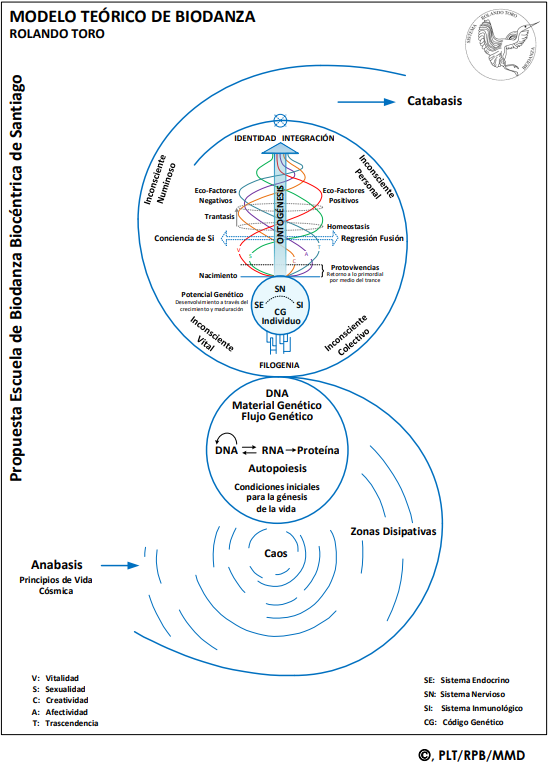 MODELO TEÓRICO DE BIODANZA
ROLANDO TORO
SISTEMA ROLANDO TORO
BIODANZA
Propuesta Escuela de Biodanza Biocéntrica de Santiago
Catabasis
IDENTIDAD INTEGRACIÓN
Inconsciente
Numinoso
Inconsciente
Personal
Eco-Factores
Negativos
Eco-Factores
Positivos
ONTOGÉNESIS
Trantasis
Homeostasis
Conciencia de Si
Regresión Fusión
V
S
C
A
T
Protovivencias
Retorno a lo primordial
por medio del trance
Nacimiento
Potencial Genético
Desenvolvimiento a través del
crecimiento y maduración
SN
SE
SI
CG
Individuo
Inconsciente
Vital
Inconsciente
Colectivo
FILOGENIA
DNA
Material Genético
Flujo Genético
DNA RNA Proteína
Autopoiesis
Condiciones iniciales
para la génesis
de la vida
Zonas Disipativas
Caos
Anabasis
Principios de Vida
Cósmica
V: Vitalidad
S: Sexualidad
C: Creatividad
A: Afectividad
T: Trascendencia
SE: Sistema Endocrino
SN: Sistema Nervioso
SI: Sistema Inmunológico
CG: Código Genético
©, PLT/RPB/MMD